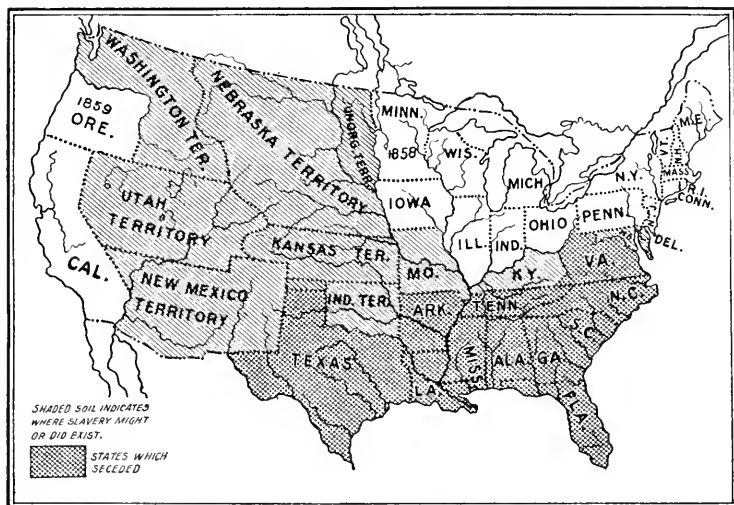 WASHINGTON TER.
NEBRASKA TERRITORY
UNORG. TERR.
1859
ORE.
MINN.
1858
WIS.
MICH.
M.E.
VT.
N.H.
MASS.
R.I.
CONN.
N.Y.
IOWA
UTAH
TERRITORY
CAL.
KANSAS TER.
ILL.
IND.
OHIO
PENN.
DEL.
MO.
KY.
VA.
NEW MEXICO
TERRITORY
IND. TER.
ARK.
TENN.
N.C.
S.C.
TEXAS
LA.
MISS.
ALA.
GA.
FLA.
SHADED SOIL INDICATES
WHERE SLAVERY MIGHT
OR DID EXIST.
STATES WHICH
SECEDED